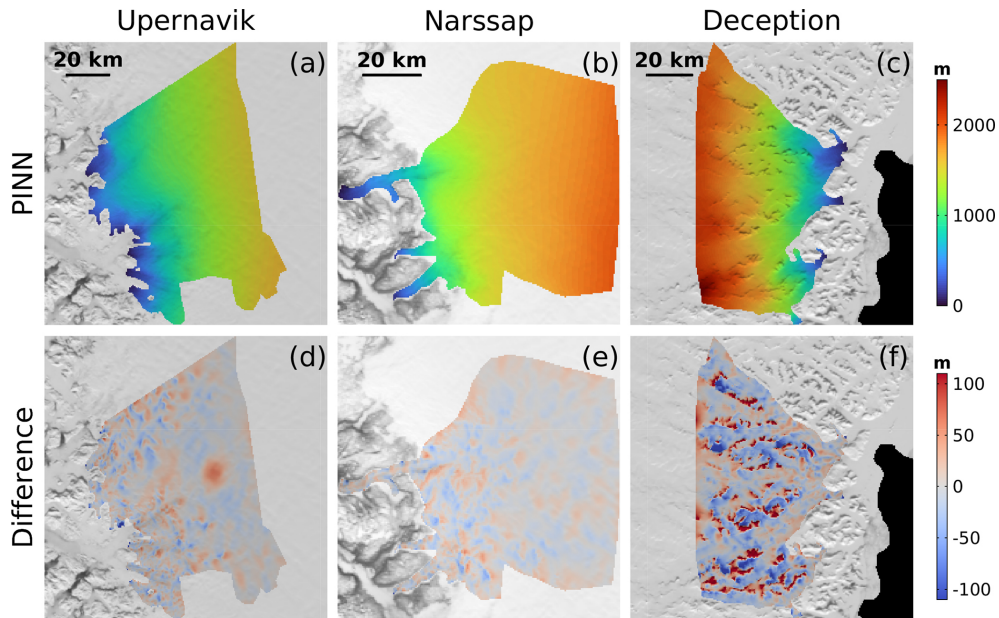 Upernavik Narssap Deception
20 km (a) 20 km (b) 20 km (c) m
PINN
2000
1000
0
(d) (e) (f) m
Difference
100
50
0
-50
-100